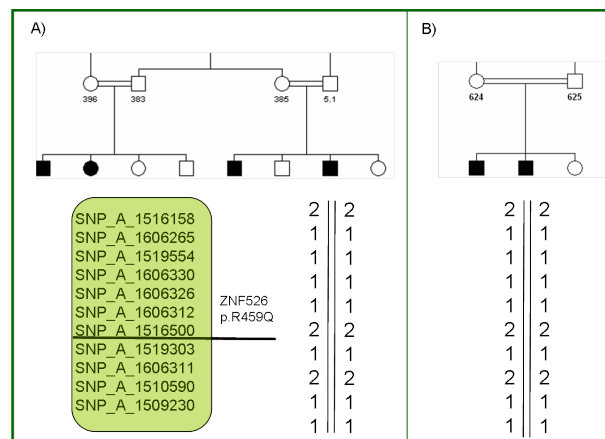 A)
396 383 385 5.1
SNP_A_1516158
SNP_A_1606265
SNP_A_1519554
SNP_A_1606330
SNP_A_1606326
SNP_A_1606312
SNP_A_1516500
SNP_A_1519303
SNP_A_1606311
SNP_A_1510590
SNP_A_1509230
ZNF526
p.R459Q
2 2
1 1
1 1
1 1
1 1
2 2
1 1
2 2
1 1
1 1
B)
624 625
2 2
1 1
1 1
1 1
1 1
2 2
1 1
2 2
1 1
1 1